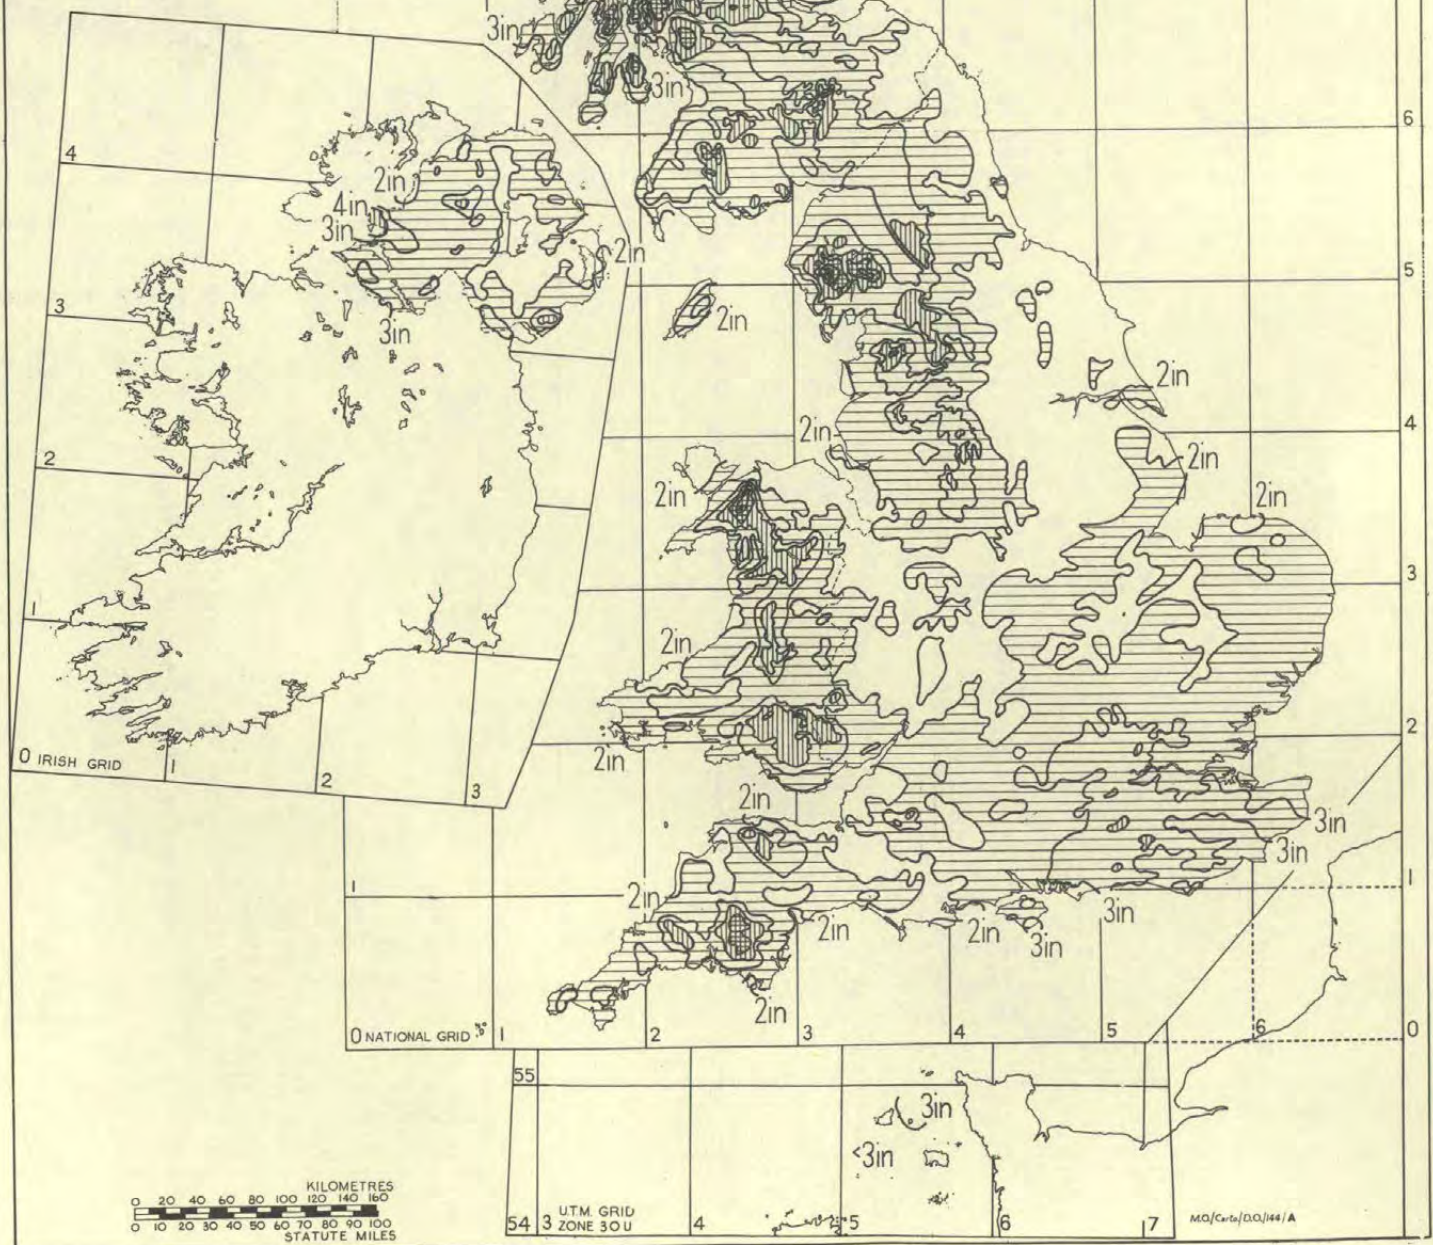 3in
3in
6
4
2in
4in
3in
2in
5
3
2in
3in
2in
4
2in
2in
2
2in
2in
3
1
2in
2
0 IRISH GRID
1
2in
2
3
2in
3in
3in
1
1
2in
3in
2in
2in
3in
2in
0 NATIONAL GRID
1
2
3
4
5
6
0
55
3in
<3in
KILOMETRES
0 20 40 60 80 100 120 140 160
0 10 20 30 40 50 60 70 80 90 100
STATUTE MILES
54
3
U.T.M. GRID
ZONE 30 U
4
5
6
7
M.O./Carto/D.O./144/A